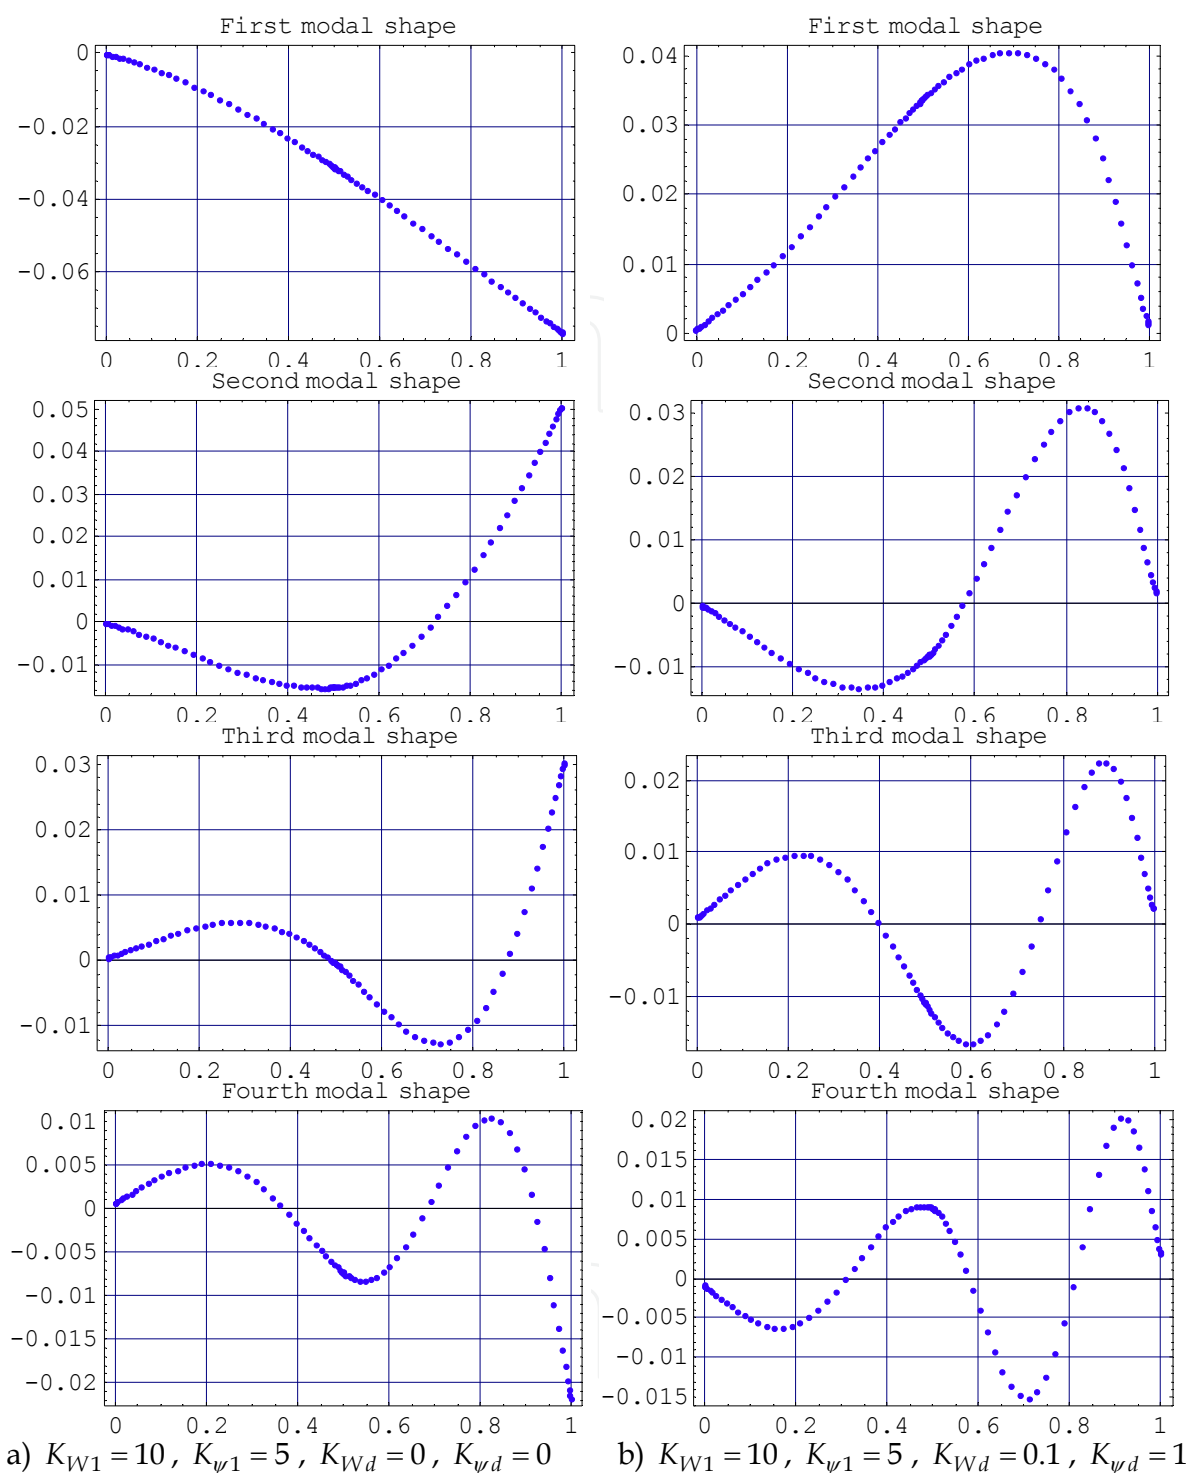 First modal shape
First modal shape
0
−0.02
−0.04
−0.06
0 0.2 0.4 0.6 0.8 1
0.04
0.03
0.02
0.01
0
0 0.2 0.4 0.6 0.8 1
Second modal shape
Second modal shape
0.05
0.04
0.03
0.02
0.01
0
−0.01
0 0.2 0.4 0.6 0.8 1
0.03
0.02
0.01
0
−0.01
0 0.2 0.4 0.6 0.8 1
Third modal shape
Third modal shape
0.03
0.02
0.01
0
−0.01
0 0.2 0.4 0.6 0.8 1
0.02
0.01
0
−0.01
0 0.2 0.4 0.6 0.8 1
Fourth modal shape
Fourth modal shape
0.01
0.005
0
−0.005
−0.01
−0.015
−0.02
0 0.2 0.4 0.6 0.8 1
0.02
0.015
0.01
0.005
0
−0.005
−0.01
−0.015
0 0.2 0.4 0.6 0.8 1
a) K_{W1} = 10 , K_{ψ1} = 5 , K_{Wd} = 0 , K_{ψd} = 0
b) K_{W1} = 10 , K_{ψ1} = 5 , K_{Wd} = 0.1 , K_{ψd} = 1